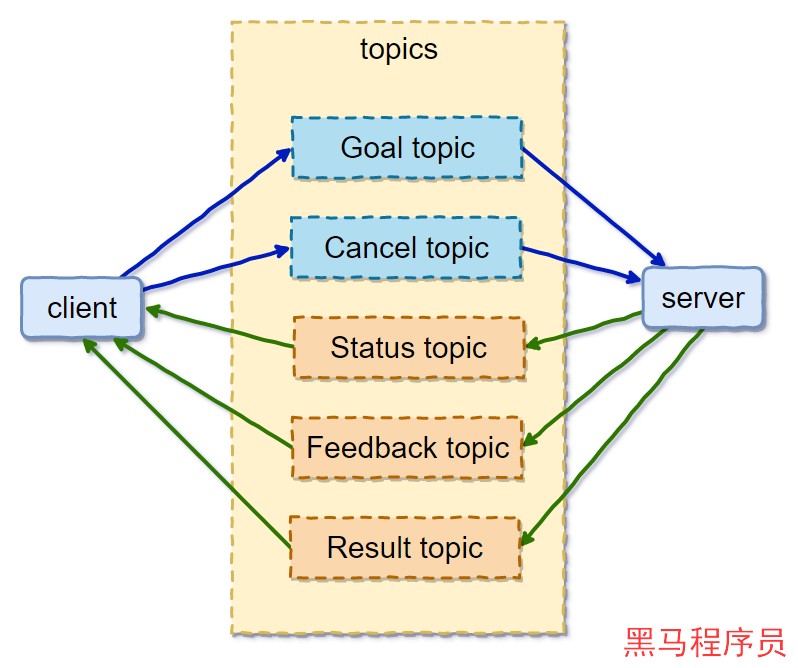 topics
Goal topic
Cancel topic
client
server
Status topic
Feedback topic
Result topic
黑马程序员